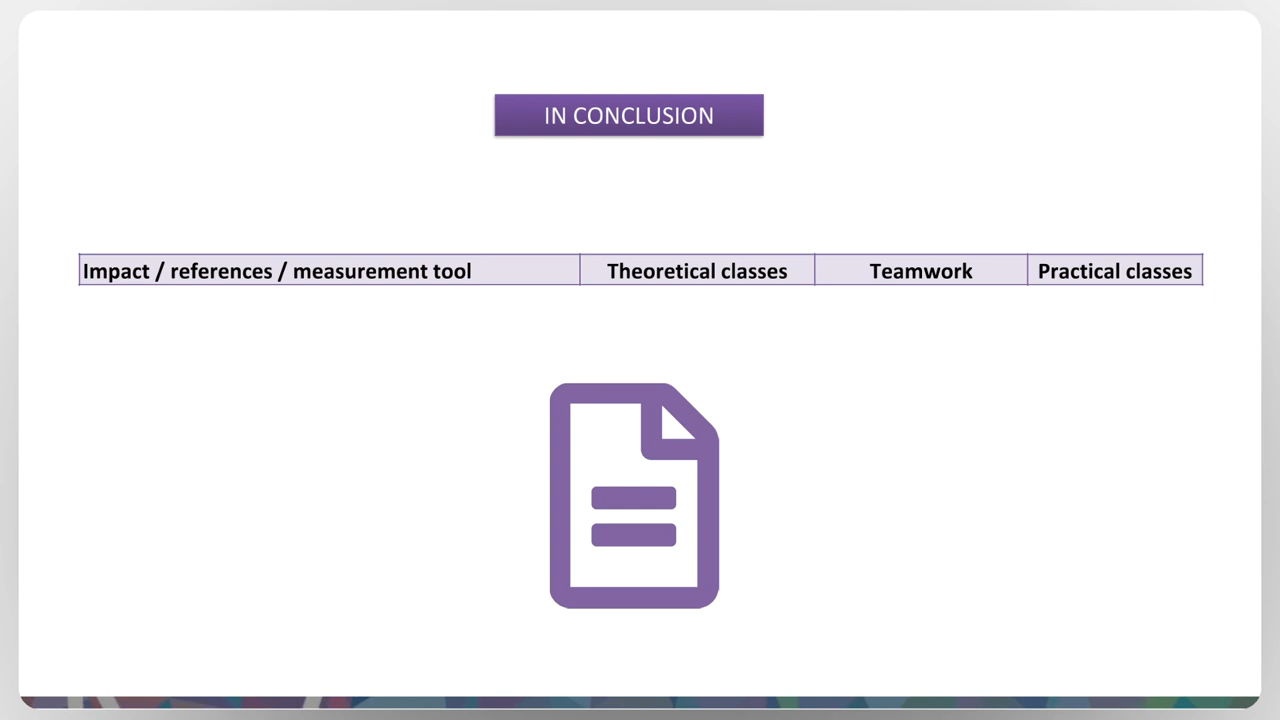 IN CONCLUSION
Impact / references / measurement tool Theoretical classes Teamwork Practical classes